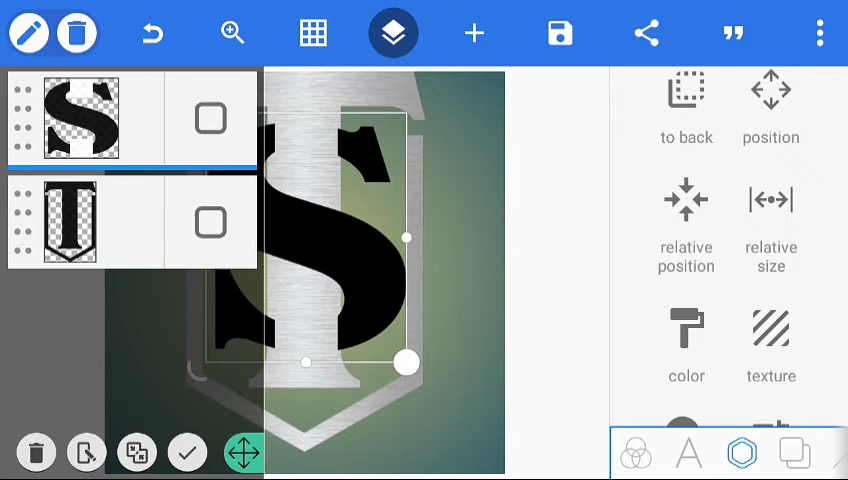 S
T
S
T
to back
position
relative position
relative size
color
texture
A